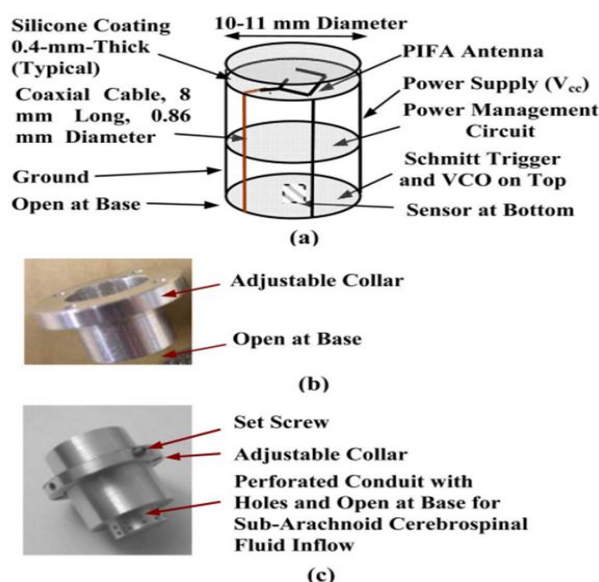 10-11 mm Diameter
Silicone Coating
0.4-mm-Thick
(Typical)
Coaxial Cable, 8
mm Long, 0.86
mm Diameter
Ground
Open at Base
PIFA Antenna
Power Supply (Vcc)
Power Management
Circuit
Schmitt Trigger
and VCO on Top
Sensor at Bottom
(a)
Adjustable Collar
Open at Base
(b)
Set Screw
Adjustable Collar
Perforated Conduit with
Holes and Open at Base for
Sub-Arachnoid Cerebrospinal
Fluid Inflow
(c)